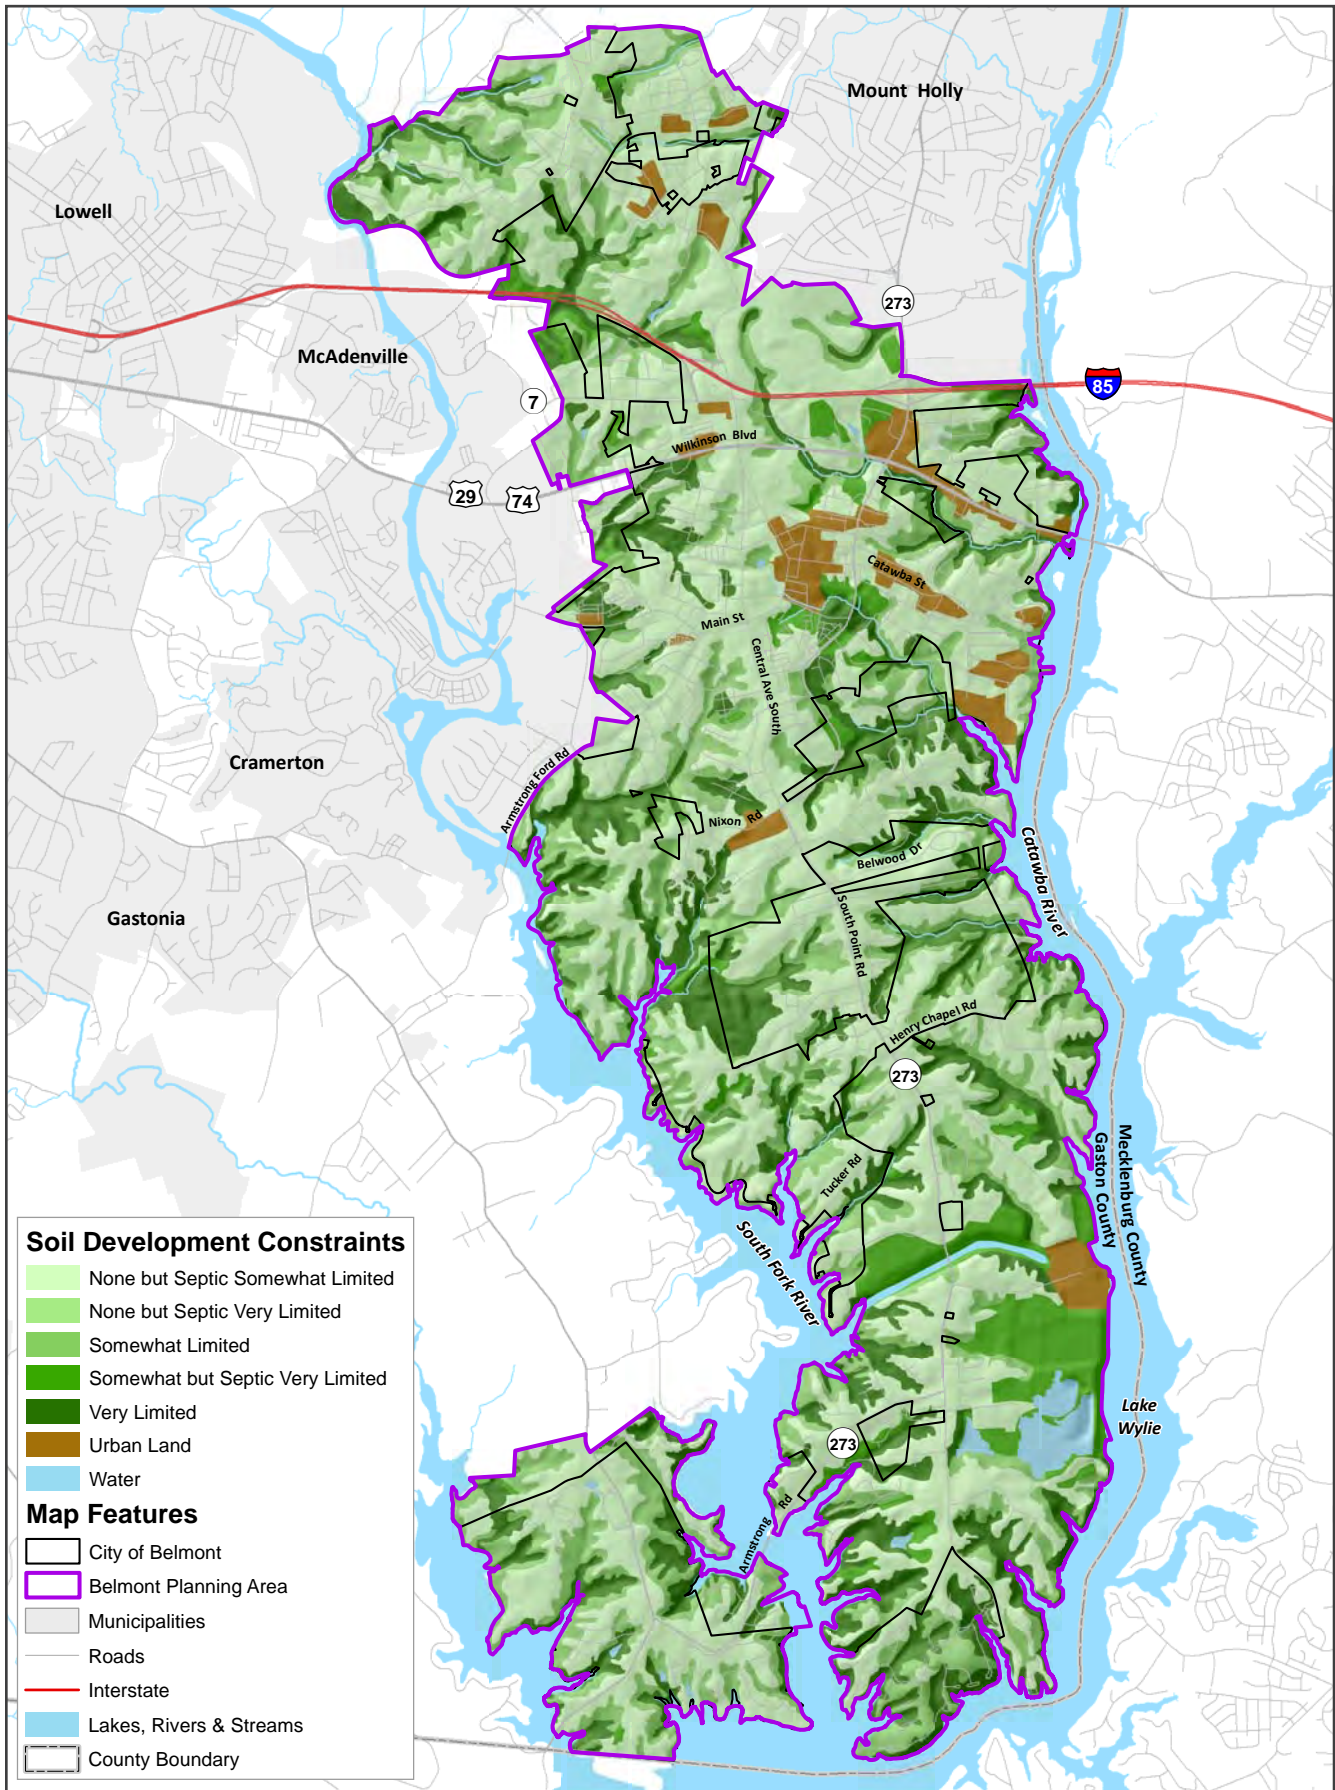 Mount Holly
Lowell
273
McAdenville
85
7
Wilkinson Blvd
29
74
Catawba St
Main St
Central Ave South
Cramerton
Armstrong Ford Rd
Nixon Rd
Belwood Dr
Catawba River
Gastonia
South Point Rd
Henry Chapel Rd
273
Mecklenburg County
Gaston County
Tucker Rd
South Fork River
Lake
Wylie
273
Armstrong Rd
Soil Development Constraints
None but Septic Somewhat Limited
None but Septic Very Limited
Somewhat Limited
Somewhat but Septic Very Limited
Very Limited
Urban Land
Water
Map Features
City of Belmont
Belmont Planning Area
Municipalities
Roads
Interstate
Lakes, Rivers & Streams
County Boundary